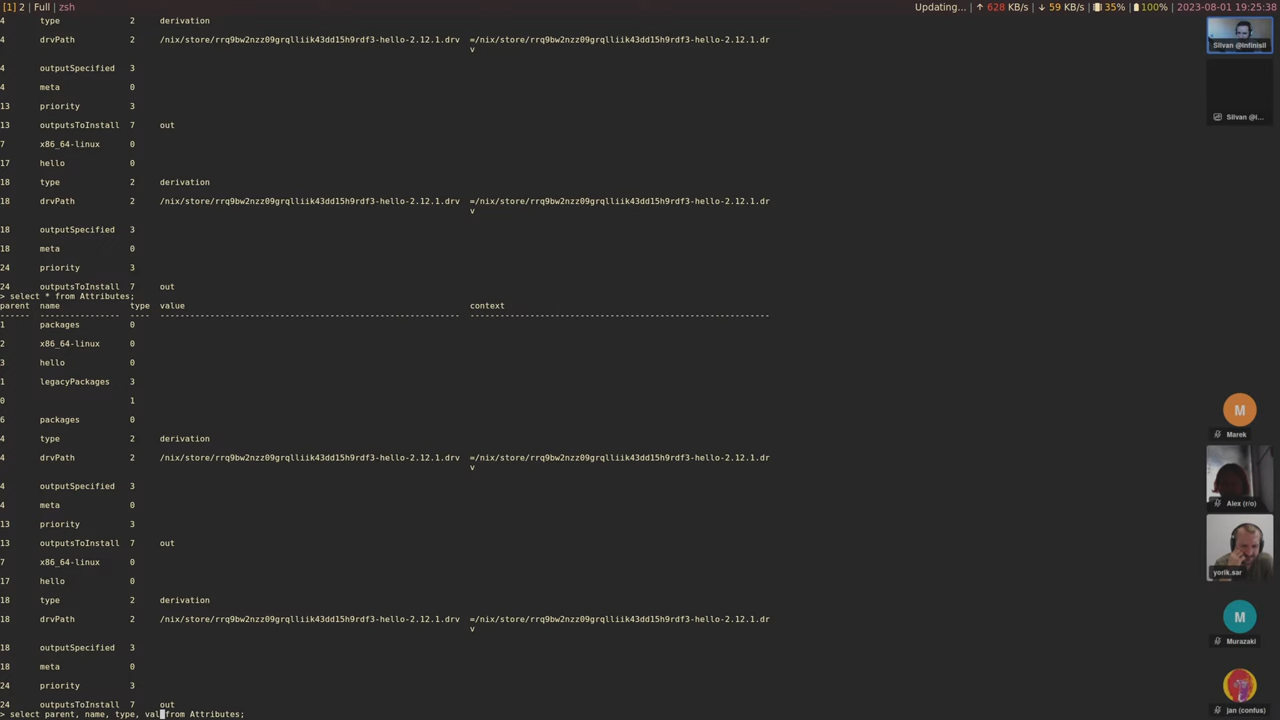 [1] 2 | Full | zsh Updating... | ↑ 628 KB/s | ↓ 59 KB/s | 35% | 100% | 2023-08-01 19:25:38
4 type 2 derivation
4 drvPath 2 /nix/store/rrq9bw2nzz09grqlliik43dd15h9rdf3-hello-2.12.1.drv =/nix/store/rrq9bw2nzz09grqlliik43dd15h9rdf3-hello-2.12.1.dr
v
4 outputSpecified 3
4 meta 0
13 priority 3
13 outputsToInstall 7 out
7 x86_64-linux 0
17 hello 0
18 type 2 derivation
18 drvPath 2 /nix/store/rrq9bw2nzz09grqlliik43dd15h9rdf3-hello-2.12.1.drv =/nix/store/rrq9bw2nzz09grqlliik43dd15h9rdf3-hello-2.12.1.dr
v
18 outputSpecified 3
18 meta 0
24 priority 3
24 outputsToInstall 7 out
> select * from Attributes;
parent name type value context
------ ---------------- ---- ------------------------------------------------------------ ------------------------------------------------------------
1 packages 0
2 x86_64-linux 0
3 hello 0
1 legacyPackages 3
0 1
6 packages 0
4 type 2 derivation
4 drvPath 2 /nix/store/rrq9bw2nzz09grqlliik43dd15h9rdf3-hello-2.12.1.drv =/nix/store/rrq9bw2nzz09grqlliik43dd15h9rdf3-hello-2.12.1.dr
v
4 outputSpecified 3
4 meta 0
13 priority 3
13 outputsToInstall 7 out
7 x86_64-linux 0
17 hello 0
18 type 2 derivation
18 drvPath 2 /nix/store/rrq9bw2nzz09grqlliik43dd15h9rdf3-hello-2.12.1.drv =/nix/store/rrq9bw2nzz09grqlliik43dd15h9rdf3-hello-2.12.1.dr
v
18 outputSpecified 3
18 meta 0
24 priority 3
24 outputsToInstall 7 out
> select parent, name, type, val from Attributes;
Silvan @infinisil
Silvan @i...
M
Marek
Alex (r/o)
yorik.sar
M
Murazaki
jan (confus)